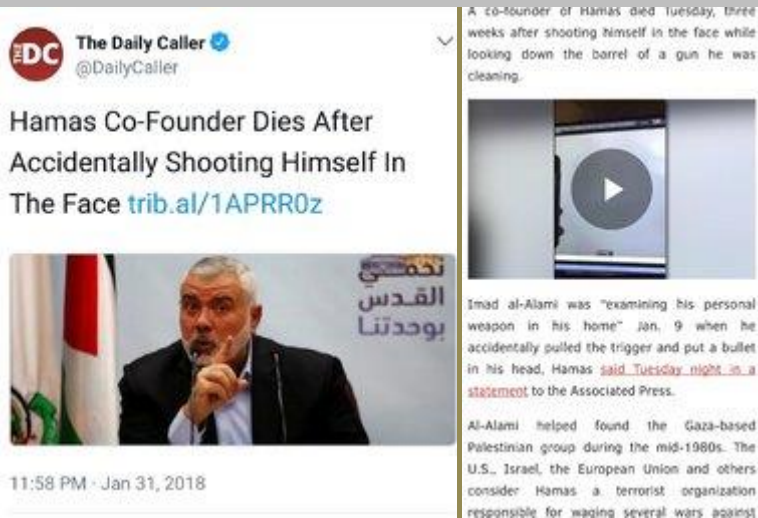 The Daily Caller
@DailyCaller
Hamas Co-Founder Dies After
Accidentally Shooting Himself In
The Face trib.al/1APRR0z
نحمي
القدس
بوحدتنا
11:58 PM · Jan 31, 2018
A co-founder of Hamas died Tuesday, three
weeks after shooting himself in the face while
looking down the barrel of a gun he was
cleaning.
Imad al-Alami was "examining his personal
weapon in his home" Jan. 9 when he
accidentally pulled the trigger and put a bullet
in his head, Hamas said Tuesday night in a
statement to the Associated Press.
Al-Alami helped found the Gaza-based
Palestinian group during the mid-1980s. The
U.S., Israel, the European Union and others
consider Hamas a terrorist organization
responsible for waging several wars against